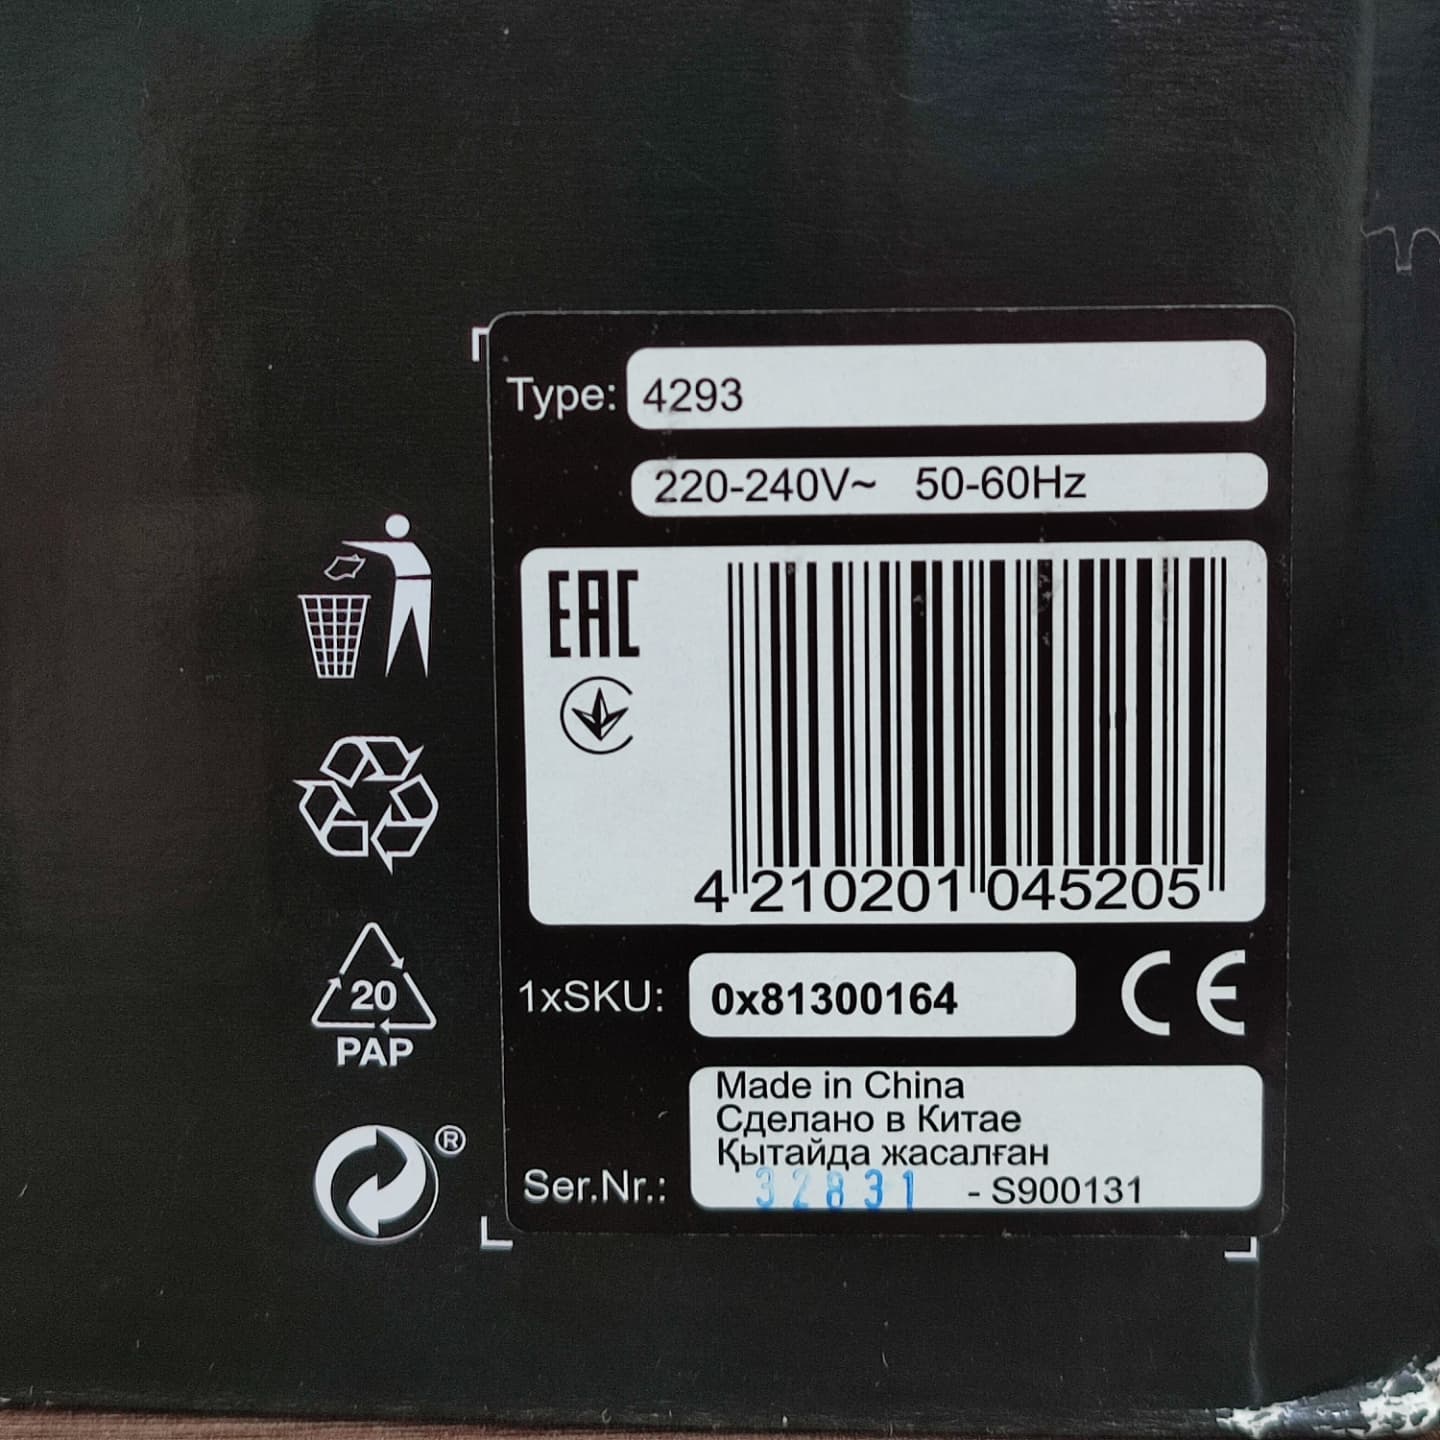 Type: 4293
220-240V~ 50-60Hz
EAC
4 210201 045205
1xSKU: 0x81300164
CE
Made in China
Сделано в Китае
Қытайда жасалған
Ser.Nr.: 32831 - S900131
20
PAP
®